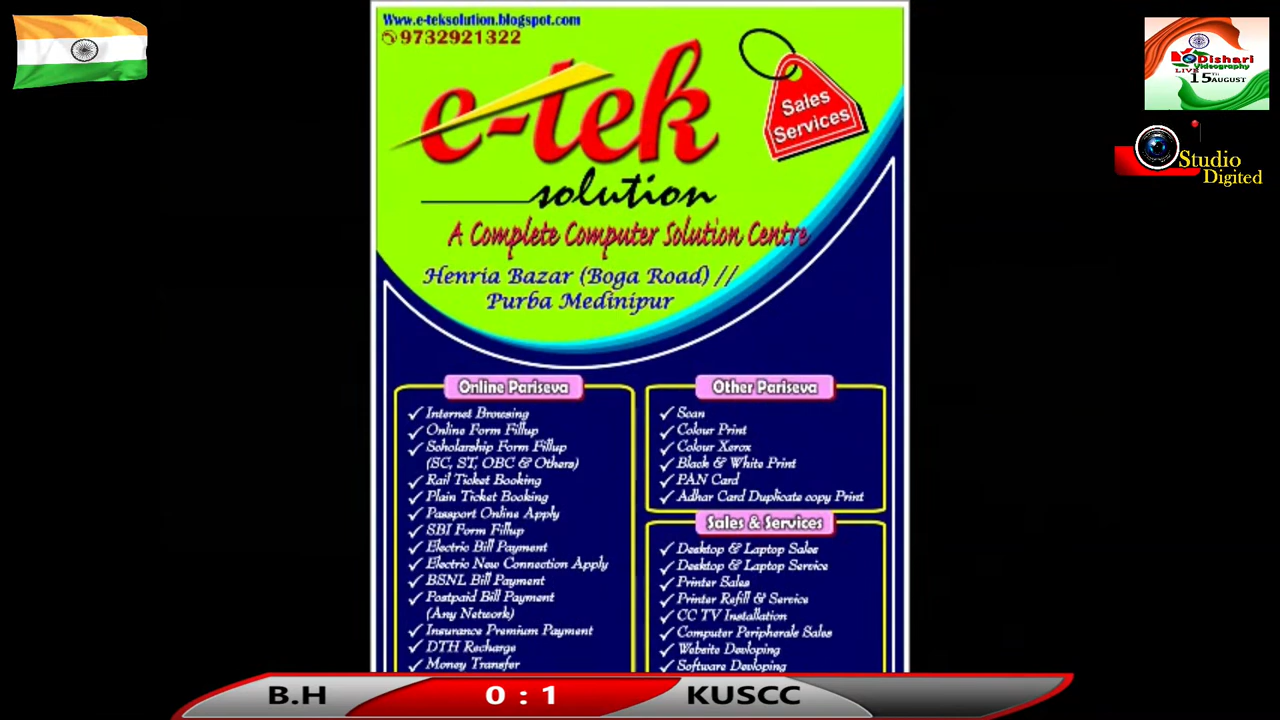 Www.e-teksolution.blogspot.com
9732921322
e-tek
solution
Sales
Services
A Complete Computer Solution Centre
Henria Bazar (Boga Road) //
Purba Medinipur
Online Pariseva
Internet Browsing
Online Form Fillup
Scholarship Form Fillup
(SC, ST, OBC & Others)
Rail Ticket Booking
Plain Ticket Booking
Passport Online Apply
SBI Form Fillup
Electric Bill Payment
Electric New Connection Apply
BSNL Bill Payment
Postpaid Bill Payment
(Any Network)
Insurance Premium Payment
DTH Recharge
Money Transfer
Other Pariseva
Scan
Colour Print
Colour Xerox
Black & White Print
PAN Card
Adhar Card Duplicate copy Print
Sales & Services
Desktop & Laptop Sales
Desktop & Laptop Service
Printer Sales
Printer Refill & Service
CC TV Installation
Computer Peripherals Sales
Website Devloping
Software Devloping
Dishari
Videography
LIVE
15TH AUGUST
Studio
Digited
B.H 0 : 1 KUSCC